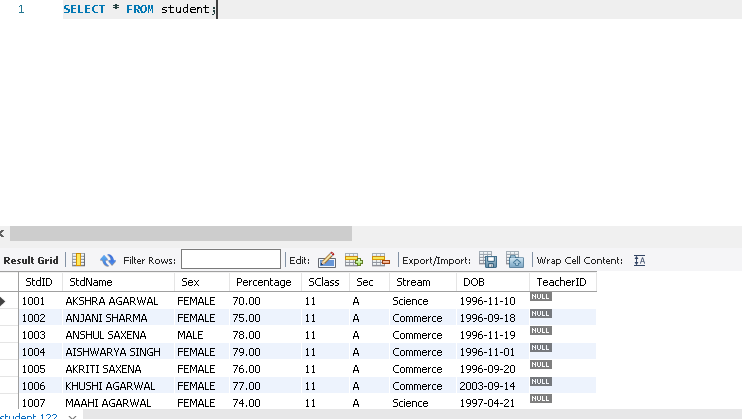 1 SELECT * FROM student;
Result Grid Filter Rows: Edit: Export/Import: Wrap Cell Content: IA
StdID StdName Sex Percentage SClass Sec Stream DOB TeacherID
1001 AKSHRA AGARWAL FEMALE 70.00 11 A Science 1996-11-10 NULL
1002 ANJANI SHARMA FEMALE 75.00 11 A Commerce 1996-09-18 NULL
1003 ANSHUL SAXENA MALE 78.00 11 A Commerce 1996-11-19 NULL
1004 AISHWARYA SINGH FEMALE 79.00 11 A Commerce 1996-11-01 NULL
1005 AKRITI SAXENA FEMALE 76.00 11 A Commerce 1996-09-20 NULL
1006 KHUSHI AGARWAL FEMALE 77.00 11 A Commerce 2003-09-14 NULL
1007 MAAHI AGARWAL FEMALE 74.00 11 A Science 1997-04-21 NULL
student 122